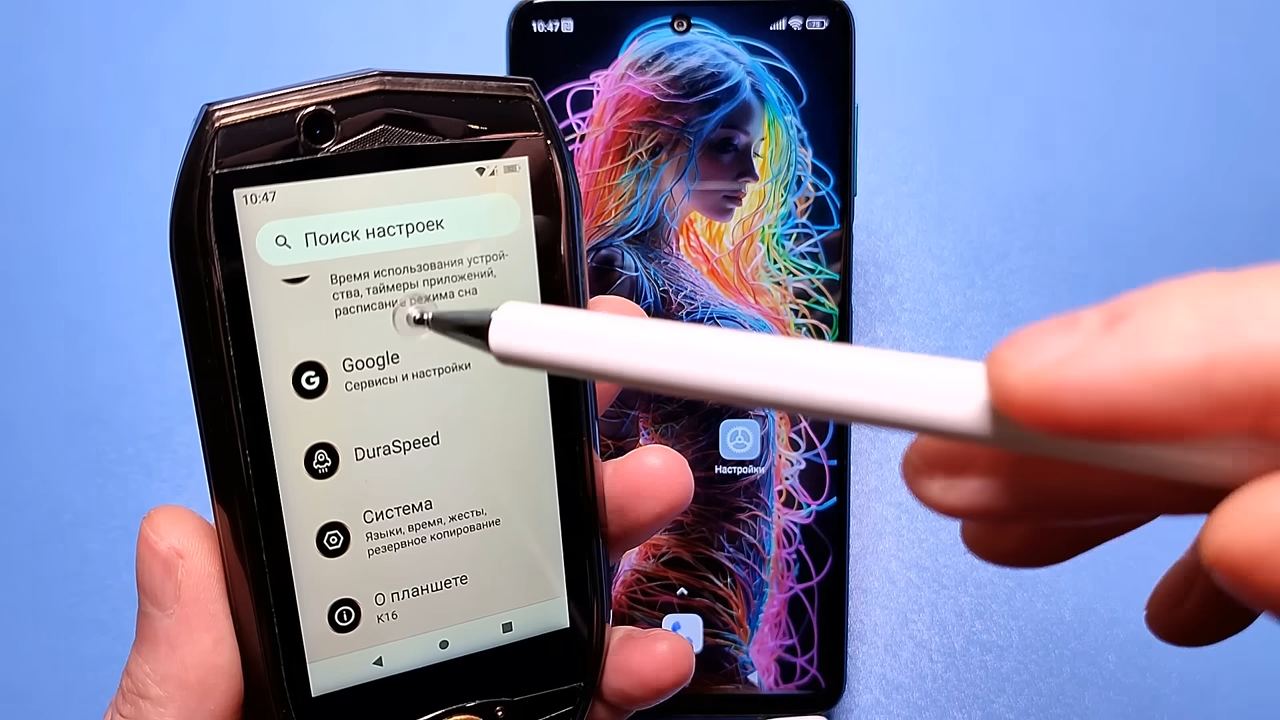 10:47
Поиск настроек
Время использования устрой-
ства, таймеры приложений,
расписание режима сна
Google
Сервисы и настройки
DuraSpeed
Система
Языки, время, жесты,
резервное копирование
О планшете
K16
10:47
79
Настройки